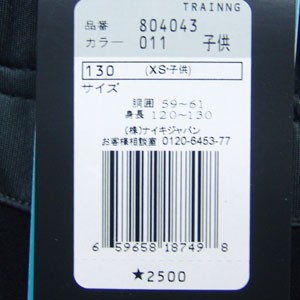 TRAINNG
品番 804043
カラー 011 子供
130 (XS-子供)
サイズ
胴囲 59~61
身長 120~130
(株)ナイキジャパン
お客様相談室 0120-6453-77
6 59658 18749 8
★2500